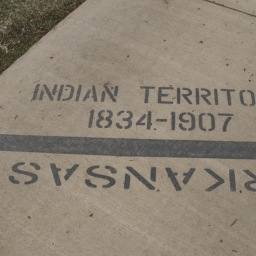 INDIAN TERRITO
1834-1907
RKANSAS